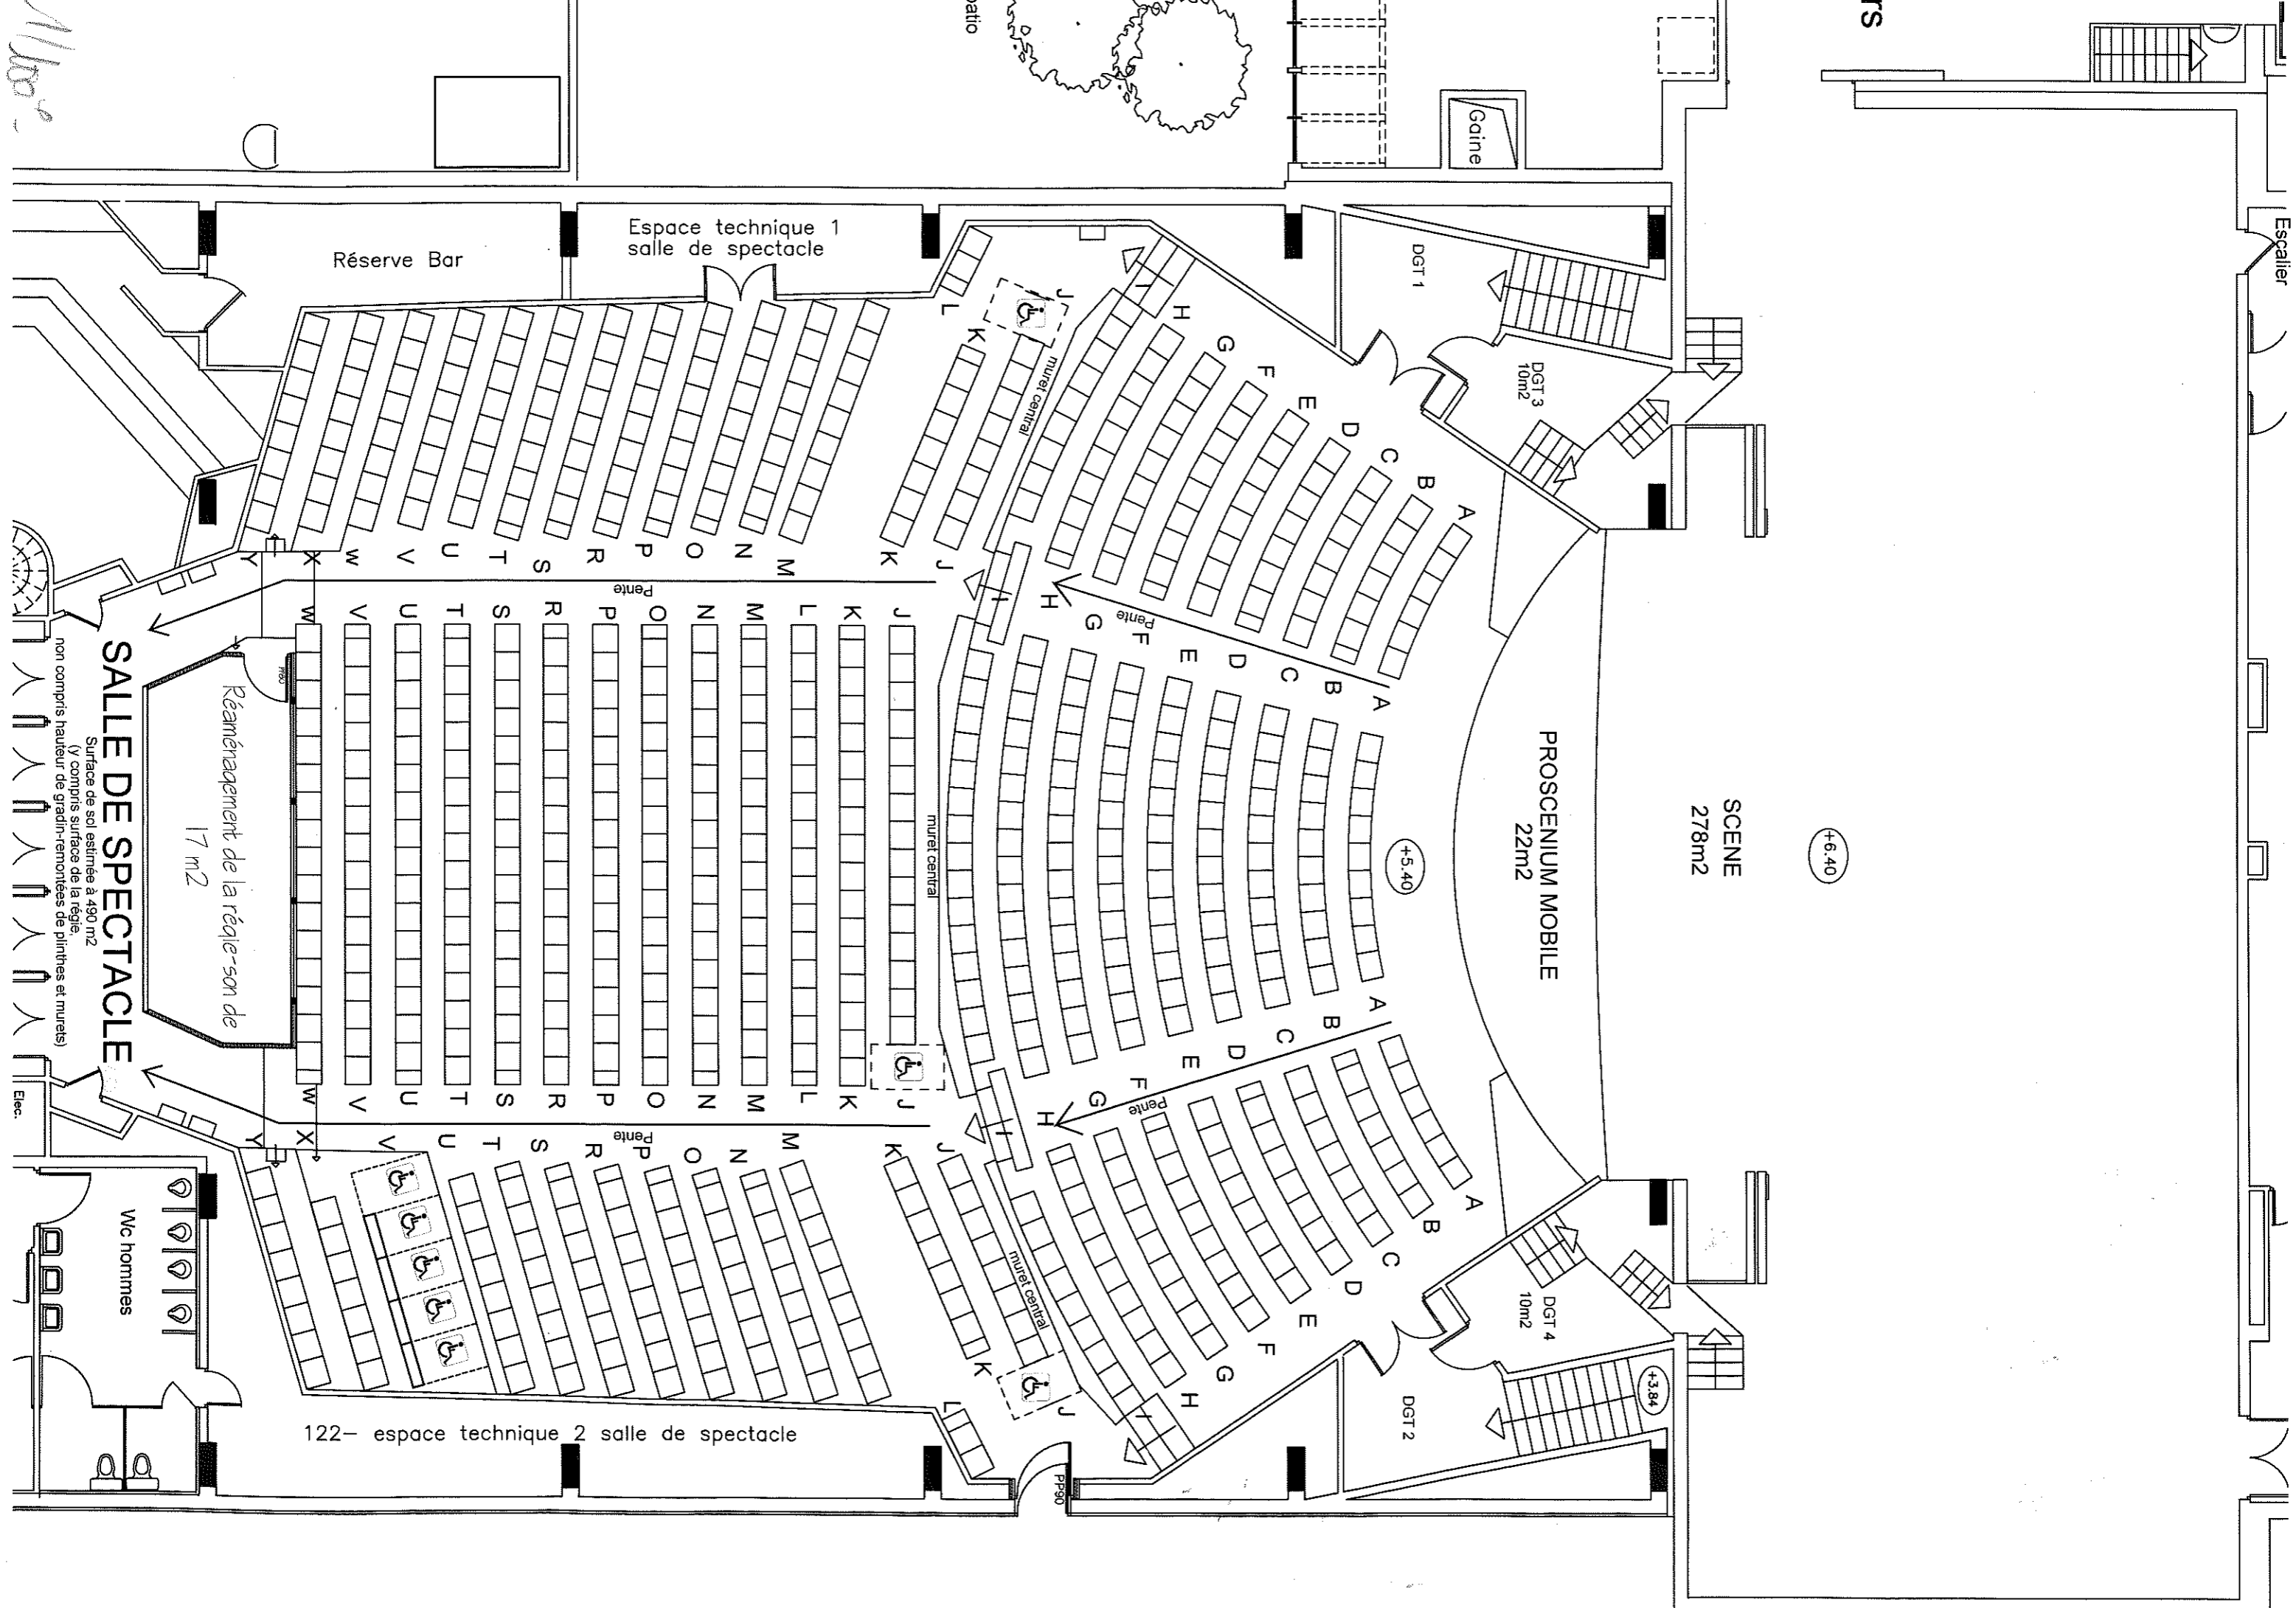 patio
rs
Gaine
Escalier
Espace technique 1
salle de spectacle
Réserve Bar
DGT 1
DGT 3
10m2
L
K
J
muret central
I
H
G
F
E
D
C
B
A
Y
X
W
V
U
T
S
R
P
O
N
M
K
J
I
H
G
F
E
D
C
B
A
Pente
Pente
W
V
U
T
S
R
P
O
N
M
L
K
J
muret central
+5.40
PROSCENIUM MOBILE
22m2
SCENE
278m2
+6.40
Réaménagement de la régie-son de
17 m2
SALLE DE SPECTACLE
Surface de sol estimée à 490 m2
(y compris surface de la régie,
non compris hauteur de gradin-remontées de plinthes et murets)
W
V
U
T
S
R
P
O
N
M
L
K
J
I
H
G
F
E
D
C
B
A
Pente
Pente
Y
X
V
U
T
S
R
P
O
N
M
K
J
muret central
K
L
J
I
H
G
F
E
D
C
B
A
DGT 4
10m2
DGT 2
+3.84
Elec.
Wc hommes
122- espace technique 2 salle de spectacle
PP90